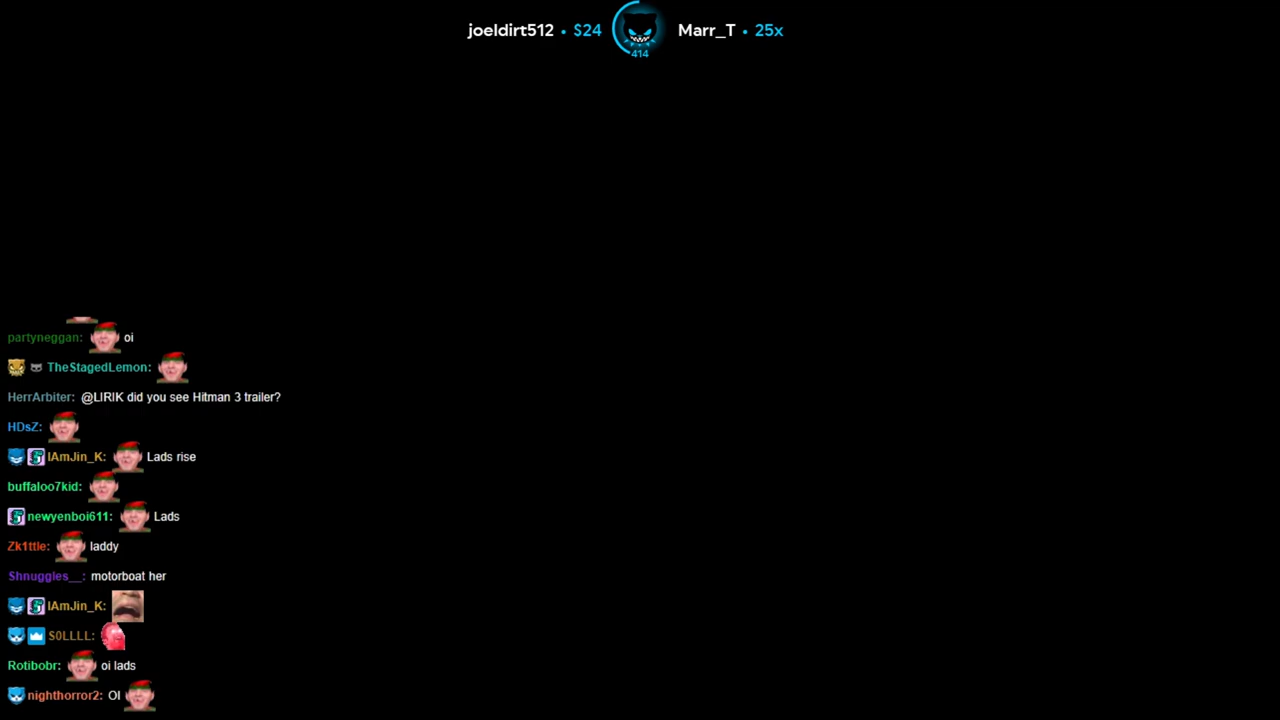 joeldirt512 • $24
414
Marr_T • 25x
partyneggan: oi
TheStagedLemon:
HerrArbiter: @LIRIK did you see Hitman 3 trailer?
HDsZ:
IAmJin_K: Lads rise
buffaloo7kid:
newyenboi611: Lads
Zk1ttle: laddy
Shnuggles__: motorboat her
IAmJin_K:
S0LLLL:
Rotibobr: oi lads
nighthorror2: OI